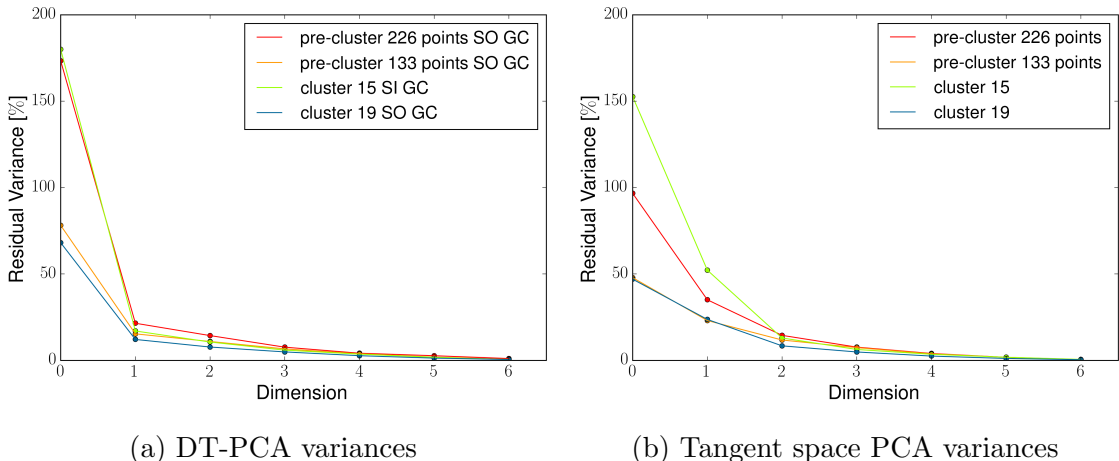 200
150
100
50
0
Residual Variance [%]
pre-cluster 226 points SO GC
pre-cluster 133 points SO GC
cluster 15 SI GC
cluster 19 SO GC
0 1 2 3 4 5 6
Dimension
(a) DT-PCA variances
200
150
100
50
0
Residual Variance [%]
pre-cluster 226 points
pre-cluster 133 points
cluster 15
cluster 19
0 1 2 3 4 5 6
Dimension
(b) Tangent space PCA variances